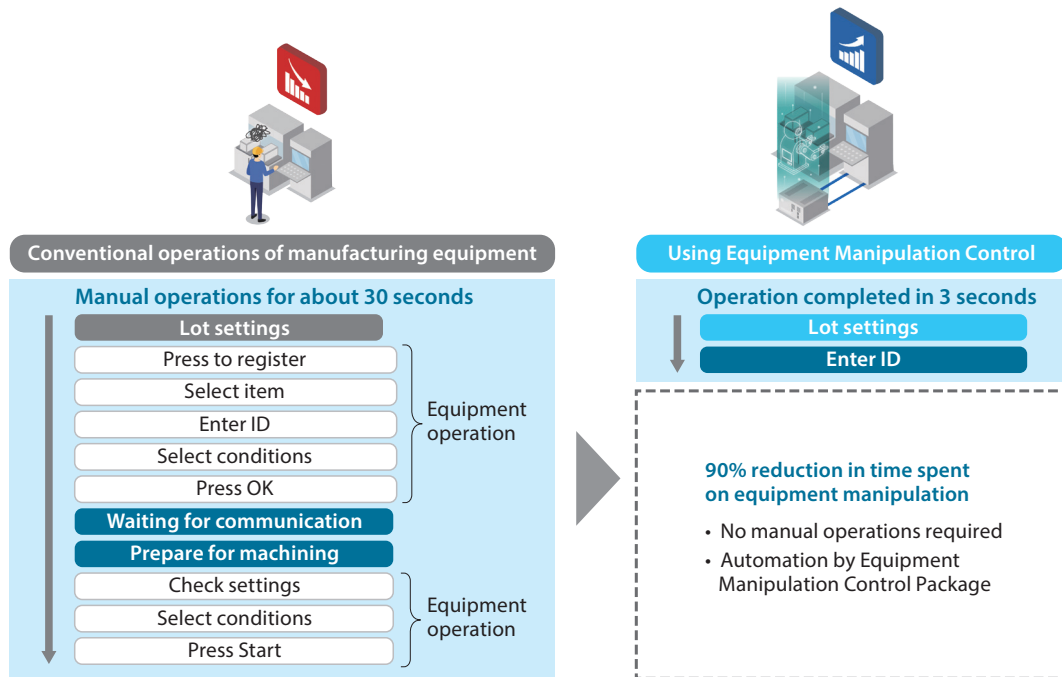 Conventional operations of manufacturing equipment
Manual operations for about 30 seconds
Lot settings
Press to register
Select item
Enter ID
Select conditions
Press OK
Equipment
operation
Waiting for communication
Prepare for machining
Check settings
Select conditions
Press Start
Equipment
operation
Using Equipment Manipulation Control
Operation completed in 3 seconds
Lot settings
Enter ID
90% reduction in time spent
on equipment manipulation
• No manual operations required
• Automation by Equipment
Manipulation Control Package